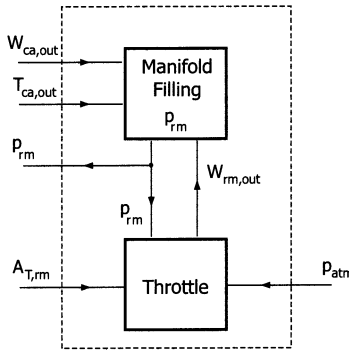 W_ca,out
T_ca,out
Manifold
Filling
p_rm
p_rm
W_rm,out
p_rm
A_T,rm
Throttle
p_atm